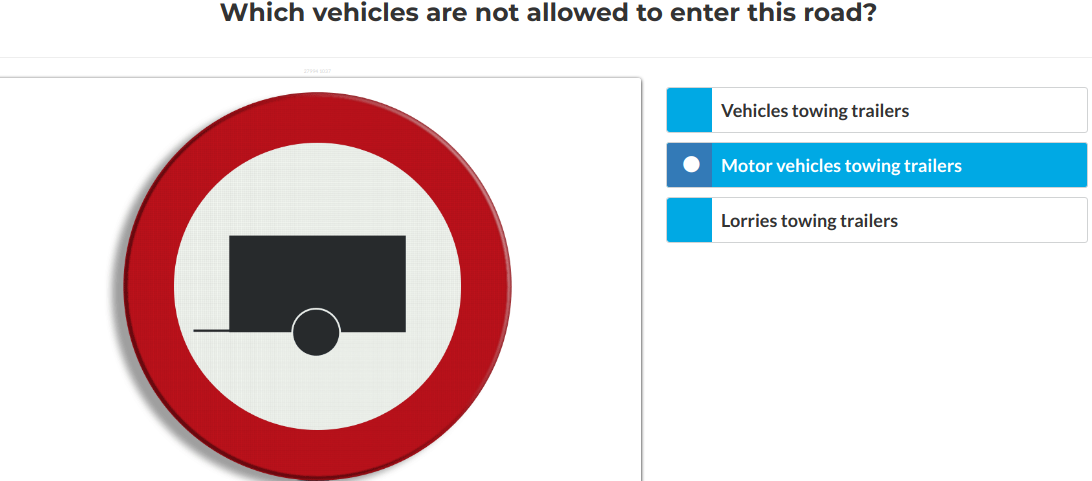 Which vehicles are not allowed to enter this road?
Vehicles towing trailers
Motor vehicles towing trailers
Lorries towing trailers